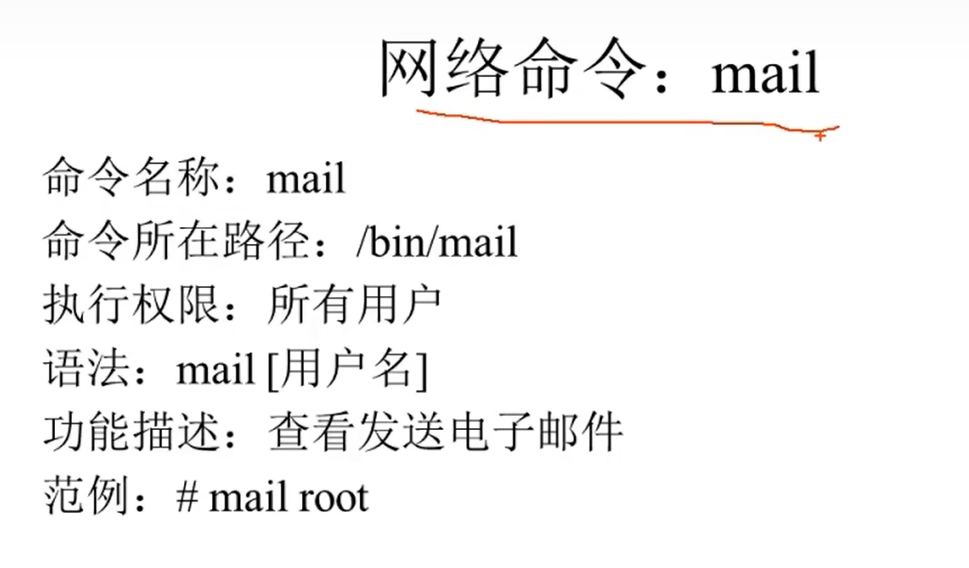 网络命令：mail
命令名称：mail
命令所在路径：/bin/mail
执行权限：所有用户
语法：mail [用户名]
功能描述：查看发送电子邮件
范例：# mail root